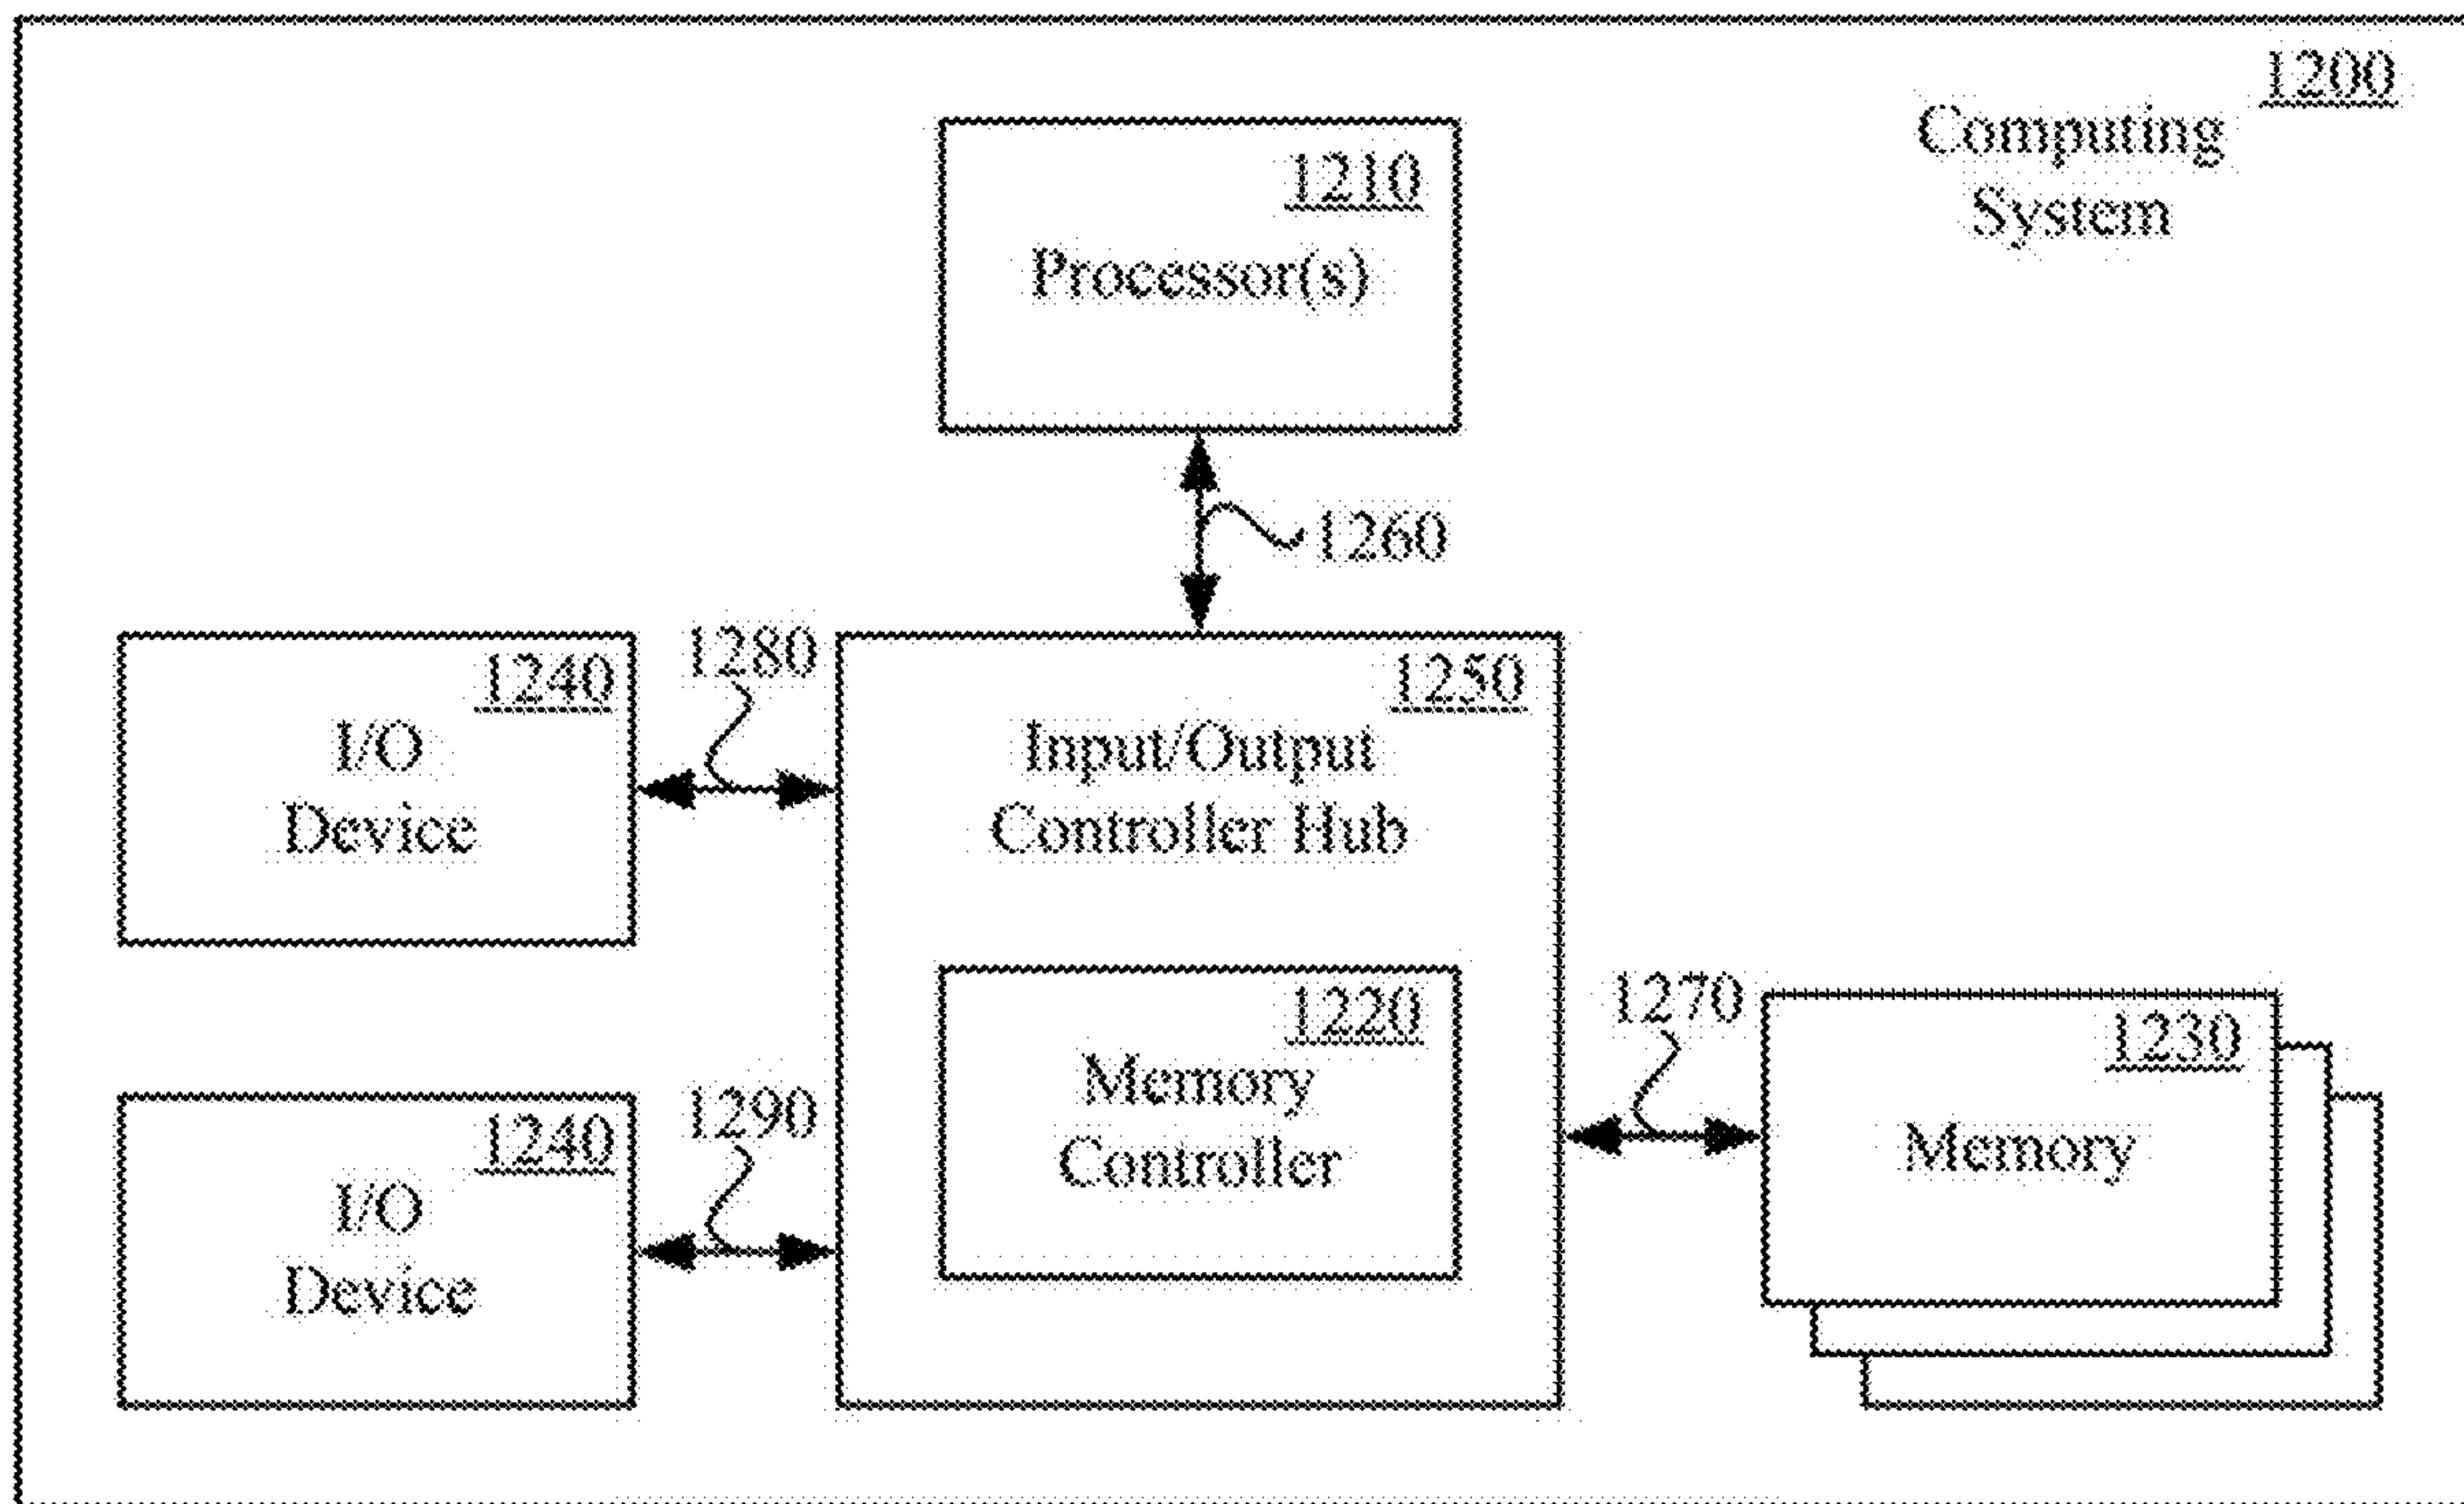 1200
Computing
System
1210
Processor(s)
1260
1240
I/O
Device
1280
1250
Input/Output
Controller Hub
1240
I/O
Device
1290
1220
Memory
Controller
1270
1230
Memory